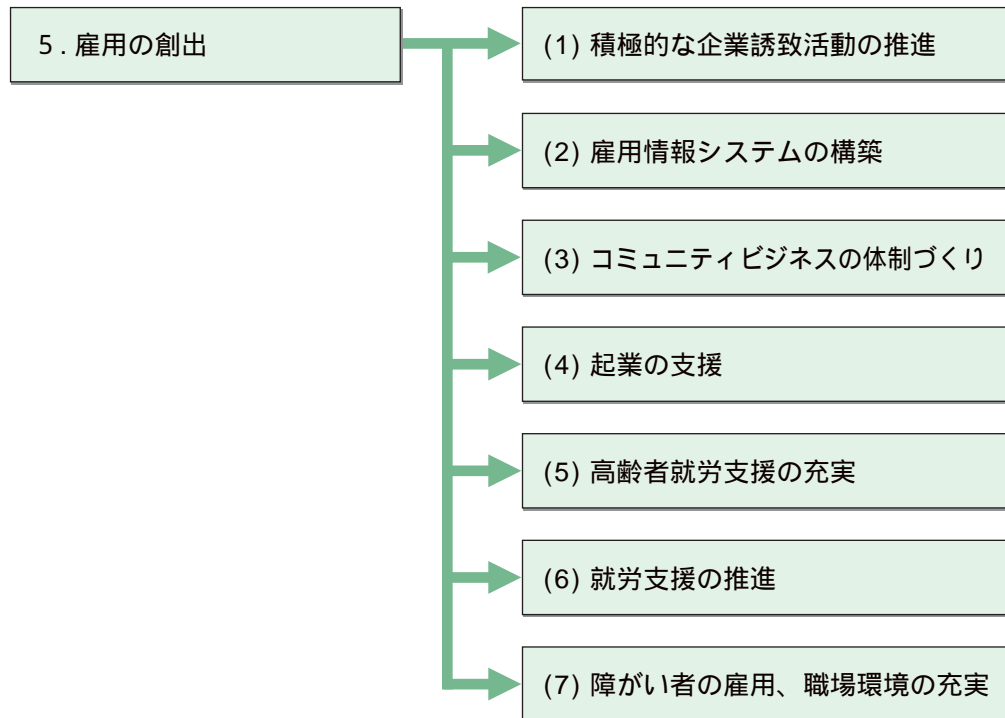 5．雇用の創出
(1) 積極的な企業誘致活動の推進
(2) 雇用情報システムの構築
(3) コミュニティビジネスの体制づくり
(4) 起業の支援
(5) 高齢者就労支援の充実
(6) 就労支援の推進
(7) 障がい者の雇用、職場環境の充実